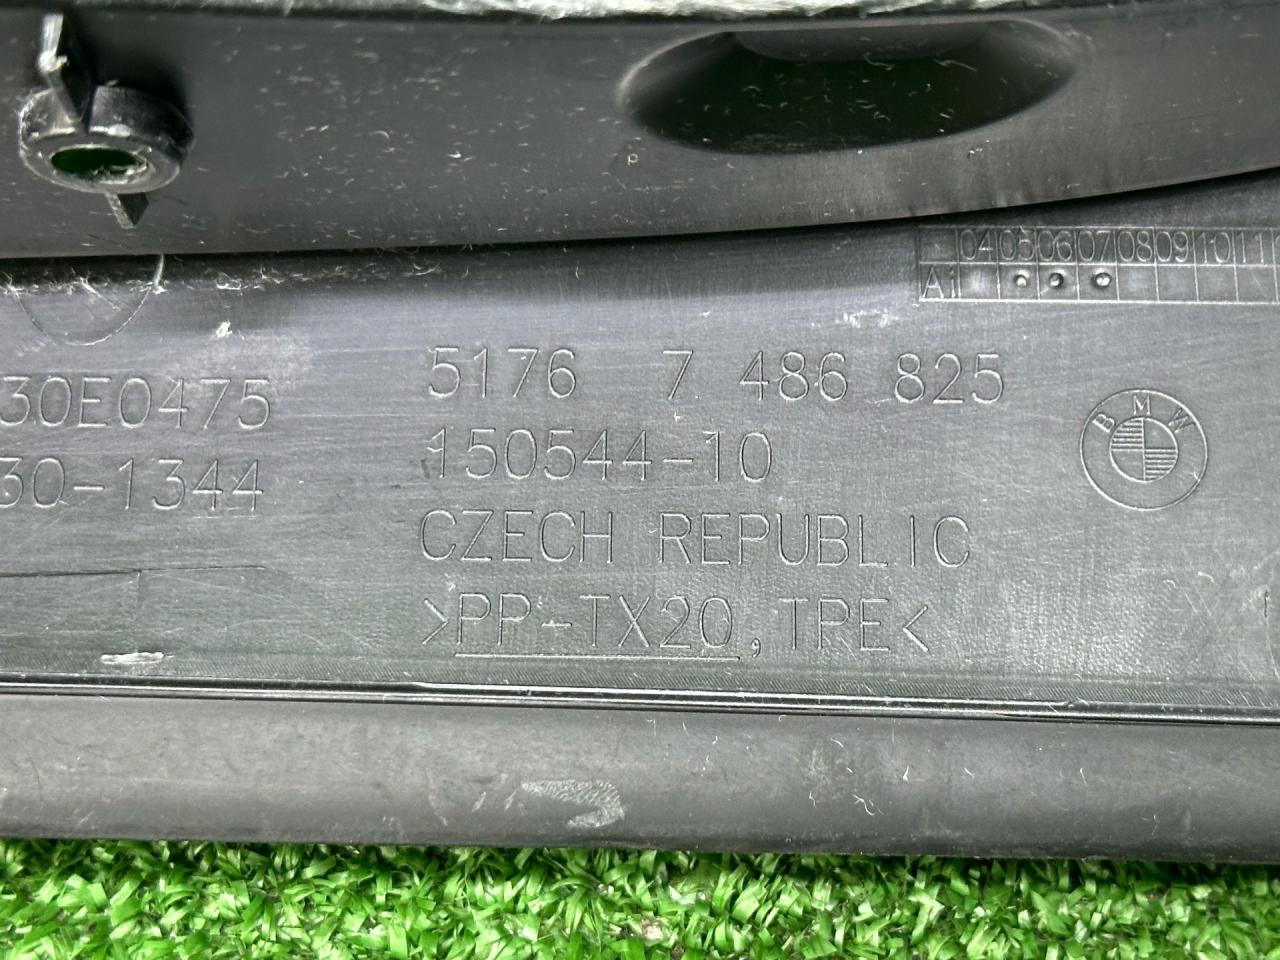 04 05 06 07 08 09 10 11
A1
30E0475
30-1344
5176 7 486 825
150544-10
CZECH REPUBLIC
>PP-TX20, TPE<
BMW